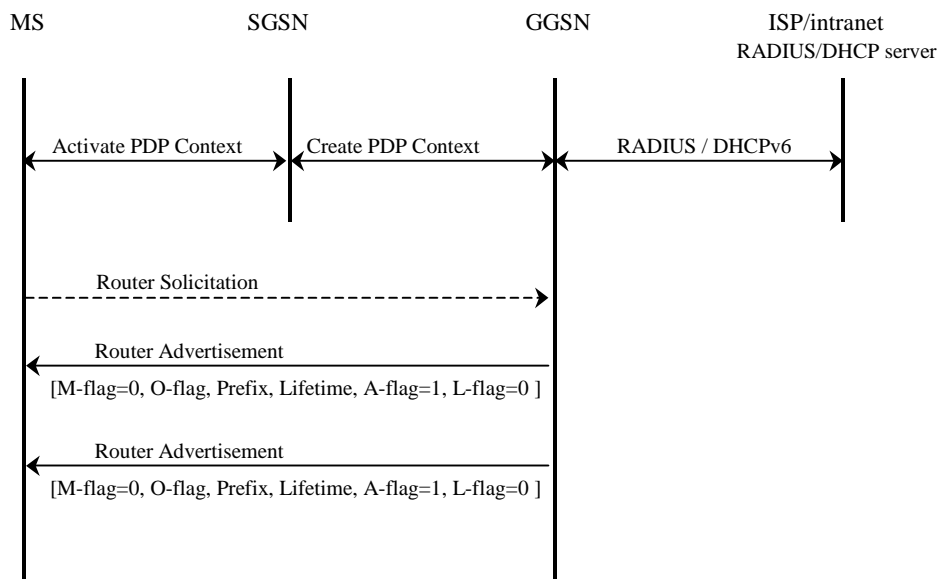 MS SGSN GGSN ISP/intranet
RADIUS/DHCP server
Activate PDP Context Create PDP Context RADIUS / DHCPv6
Router Solicitation
Router Advertisement
[M-flag=0, O-flag, Prefix, Lifetime, A-flag=1, L-flag=0 ]
Router Advertisement
[M-flag=0, O-flag, Prefix, Lifetime, A-flag=1, L-flag=0 ]